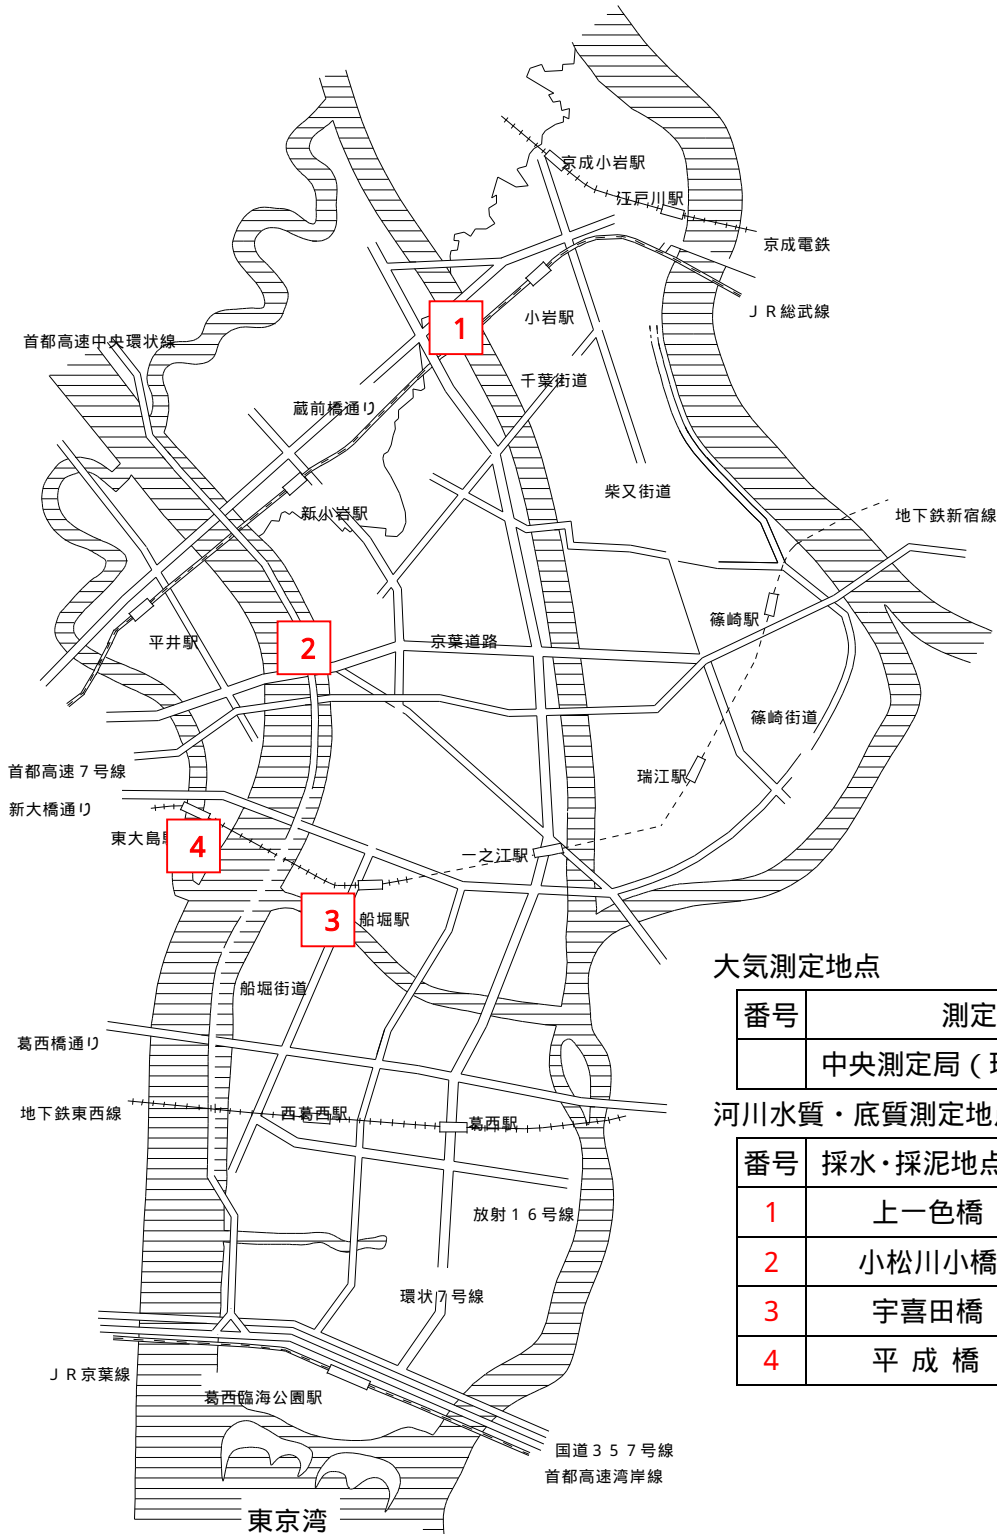 京成小岩駅
江戸川駅
京成電鉄
ＪＲ総武線
小岩駅
1
首都高速中央環状線
千葉街道
蔵前橋通り
柴又街道
新小岩駅
地下鉄新宿線
篠崎駅
平井駅
2
京葉道路
篠崎街道
首都高速７号線
瑞江駅
新大橋通り
東大島
4
一之江駅
3
船堀駅
船堀街道
葛西橋通り
地下鉄東西線
西葛西駅
葛西駅
放射１６号線
環状７号線
ＪＲ京葉線
葛西臨海公園駅
国道３５７号線
首都高速湾岸線
東京湾
大気測定地点
番号 測定
中央測定局（
河川水質・底質測定地
番号 採水・採泥地点
1 上一色橋
2 小松川小橋
3 宇喜田橋
4 平 成 橋